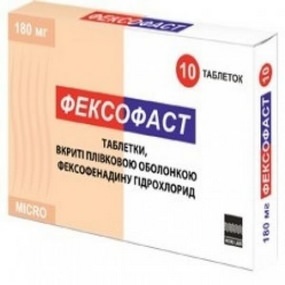 180 мг
10 ТАБЛЕТОК
ФЕКСОФАСТ
ТАБЛЕТКИ,
ВКРИТІ ПЛІВКОВОЮ ОБОЛОНКОЮ
ФЕКСОФЕНАДИНУ ГІДРОХЛОРИД
MICRO
10
ФЕКСОФАСТ
180 мг